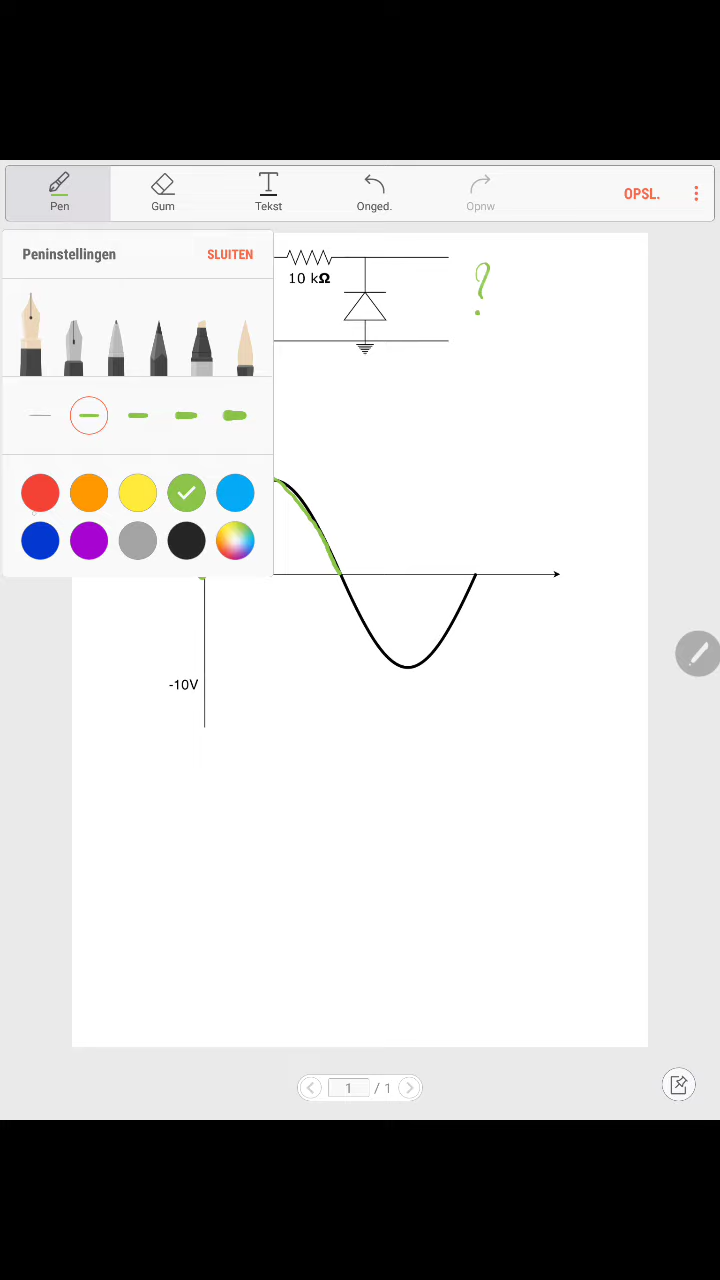 Pen Gum Tekst Onged. Opnw OPSL.
Peninstellingen SLUITEN
10 kΩ
?
-10V
1 / 1